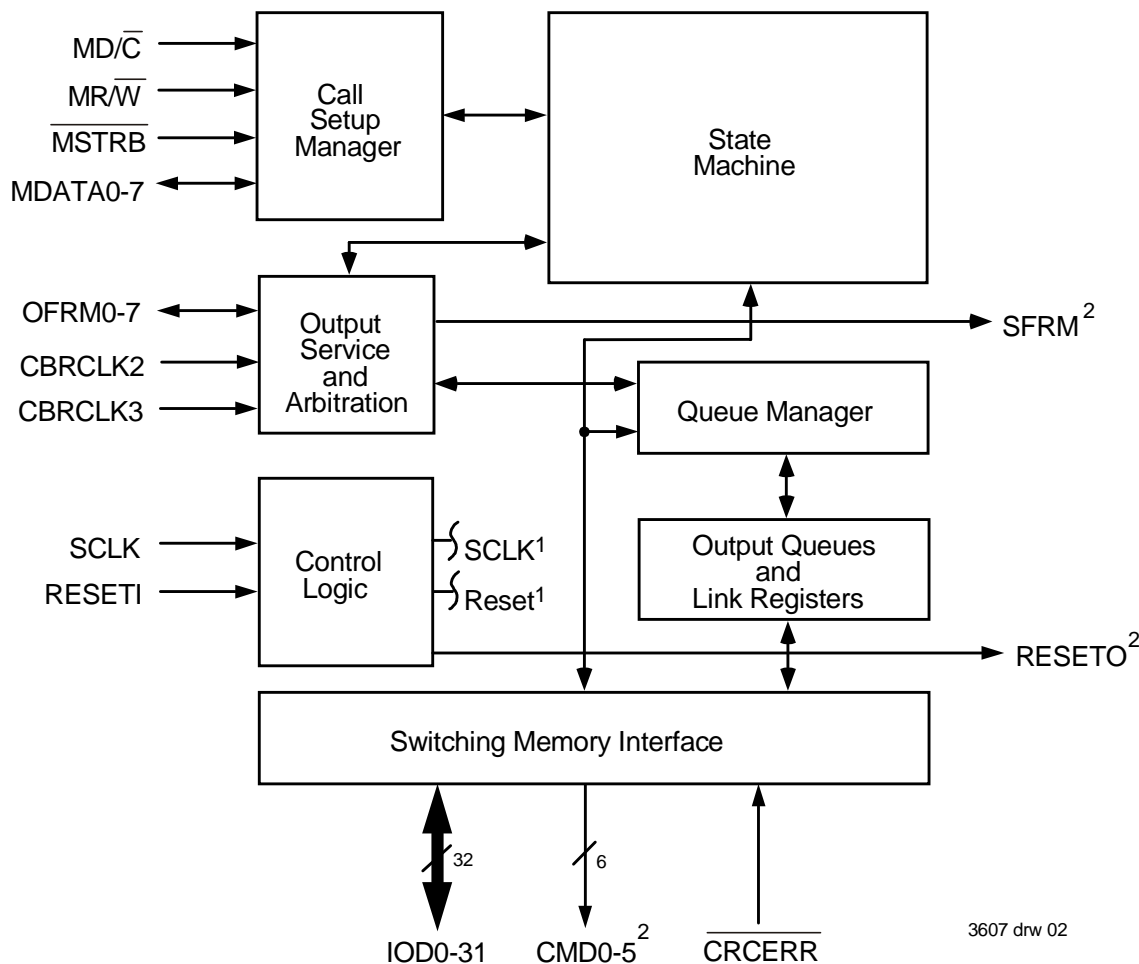 MD/C̅
MR/W̅
M̅S̅T̅R̅B̅
MDATA0-7
Call
Setup
Manager
State
Machine
OFRM0-7
CBRCLK2
CBRCLK3
Output
Service
and
Arbitration
SFRM²
Queue Manager
SCLK
RESETI
Control
Logic
SCLK¹
Reset¹
Output Queues
and
Link Registers
RESETO²
Switching Memory Interface
32
6
IOD0-31
CMD0-5²
C̅R̅C̅E̅R̅R̅
3607 drw 02